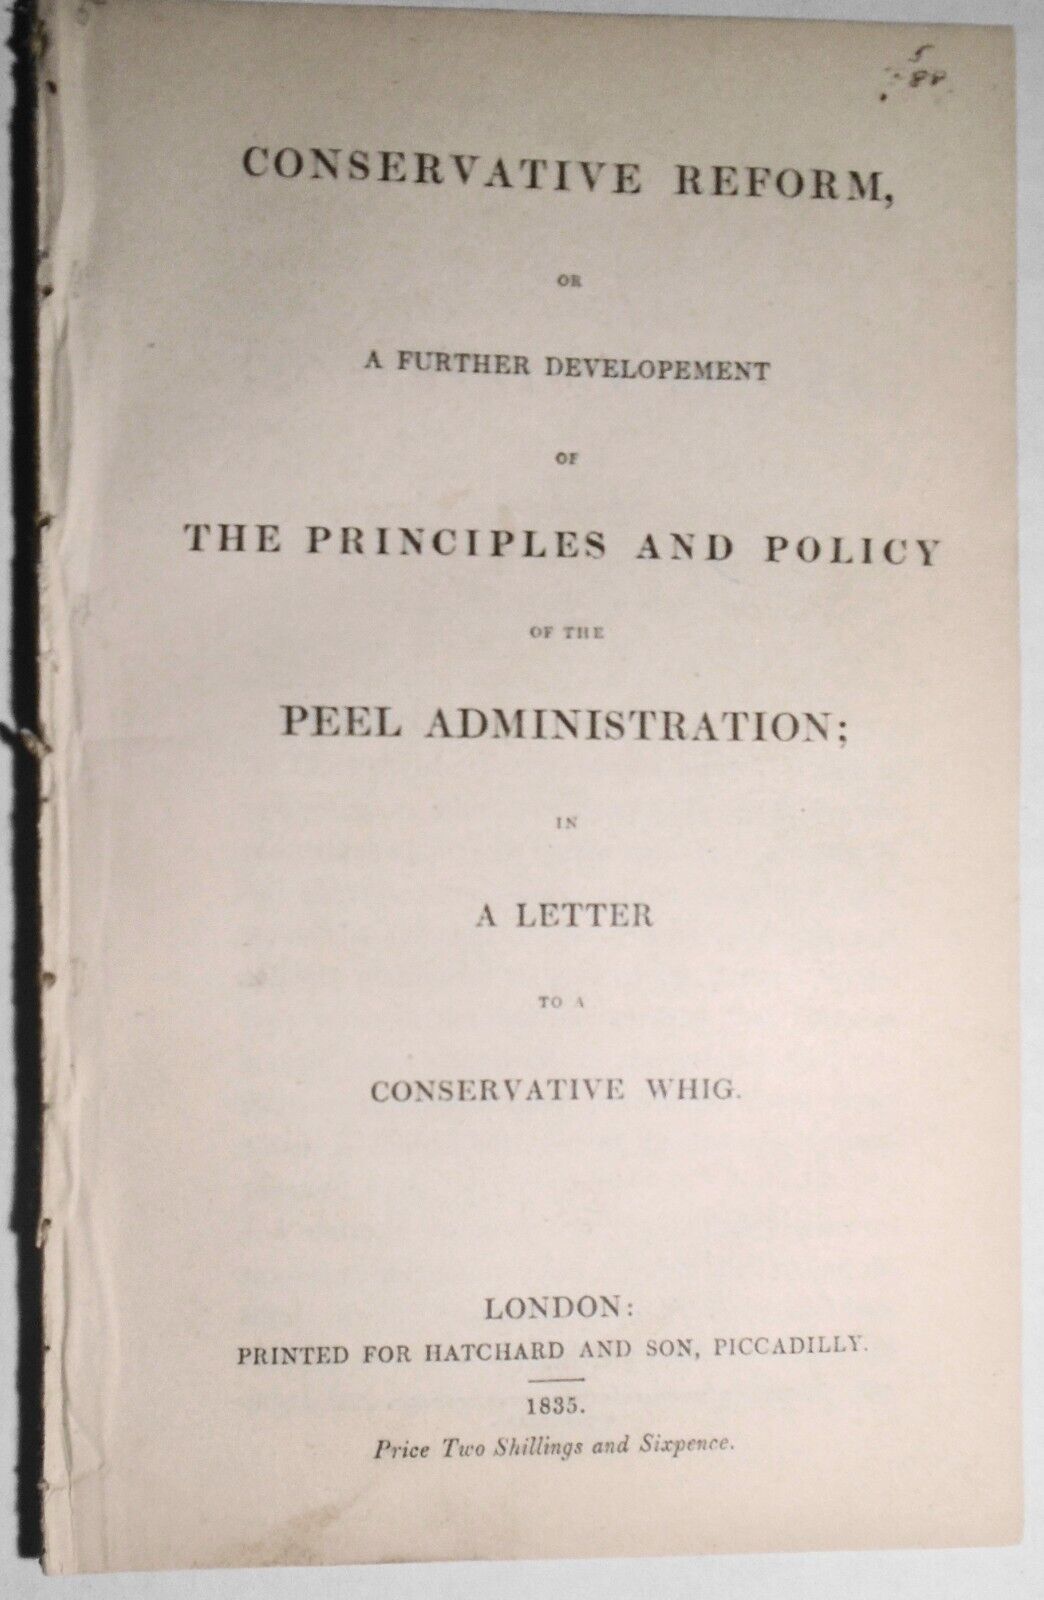 CONSERVATIVE REFORM,
OR
A FURTHER DEVELOPEMENT
OF
THE PRINCIPLES AND POLICY
OF THE
PEEL ADMINISTRATION;
IN
A LETTER
TO A
CONSERVATIVE WHIG.
LONDON:
PRINTED FOR HATCHARD AND SON, PICCADILLY.
1835.
Price Two Shillings and Sixpence.